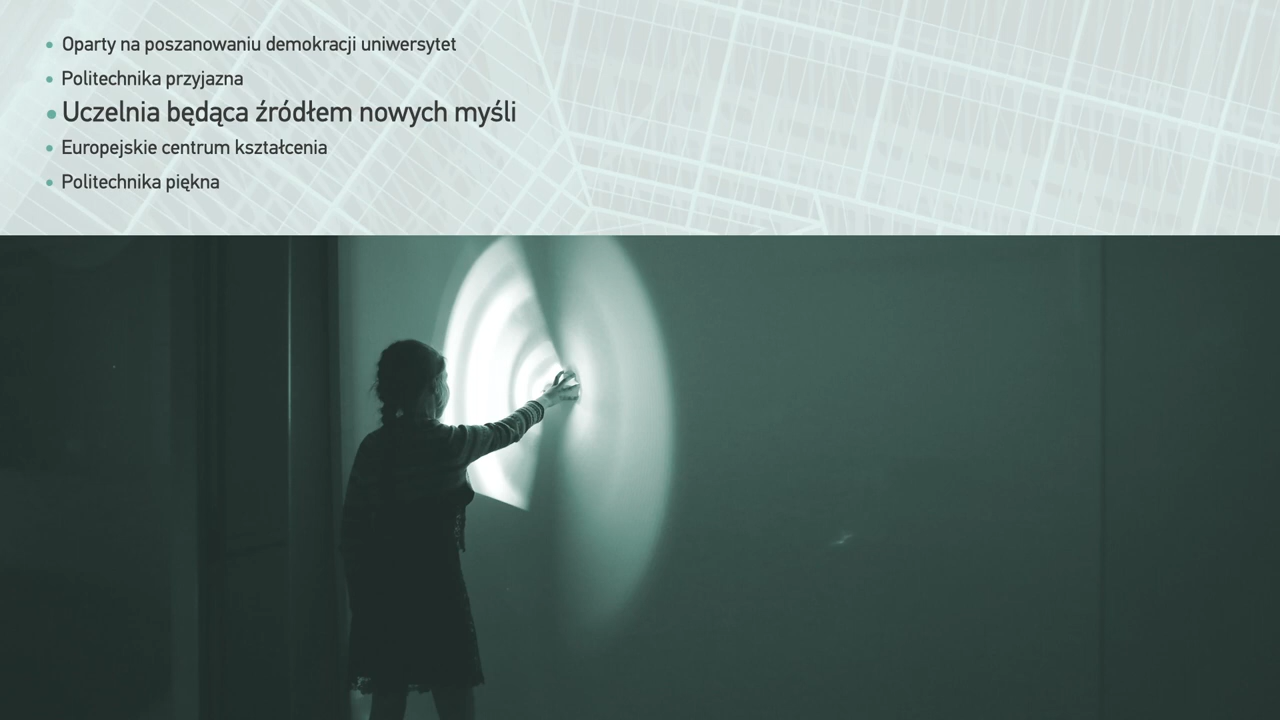 Oparty na poszanowaniu demokracji uniwersytet
Politechnika przyjazna
Uczelnia będąca źródłem nowych myśli
Europejskie centrum kształcenia
Politechnika piękna